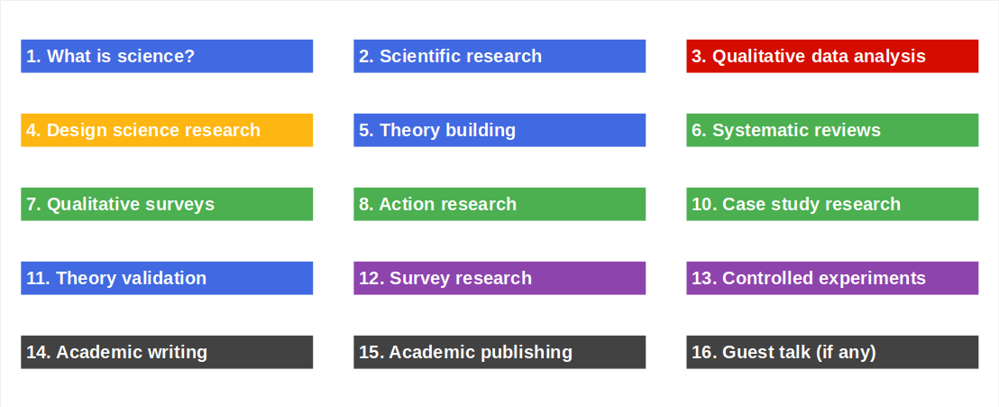 1. What is science?
2. Scientific research
3. Qualitative data analysis
4. Design science research
5. Theory building
6. Systematic reviews
7. Qualitative surveys
8. Action research
10. Case study research
11. Theory validation
12. Survey research
13. Controlled experiments
14. Academic writing
15. Academic publishing
16. Guest talk (if any)